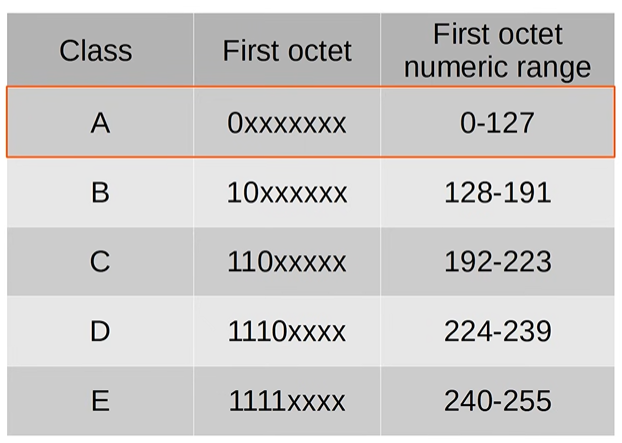 Class First octet First octet
numeric range
A 0xxxxxxx 0-127
B 10xxxxxx 128-191
C 110xxxxx 192-223
D 1110xxxx 224-239
E 1111xxxx 240-255